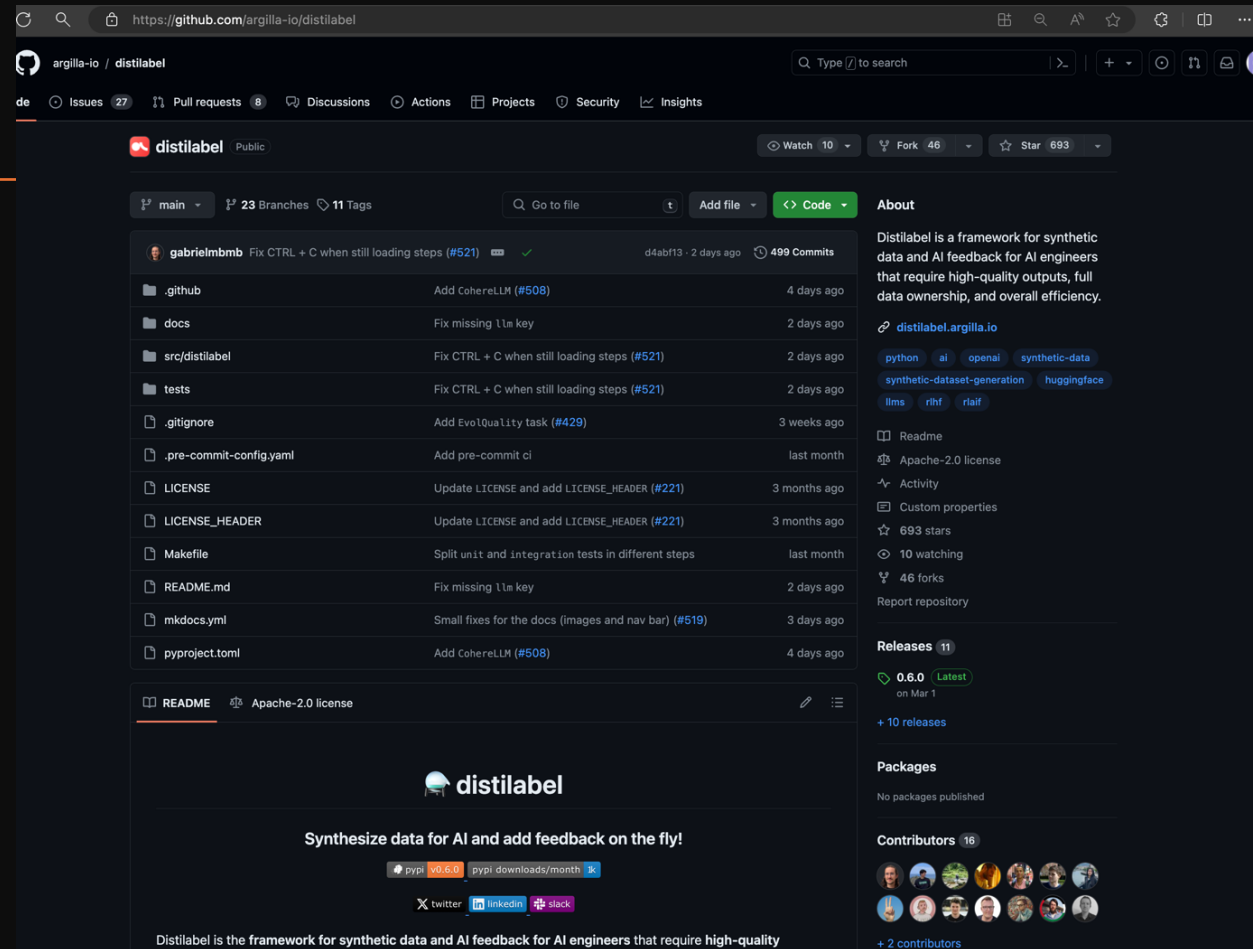 https://github.com/argilla-io/distilabel
argilla-io / distilabel
Type / to search
de Issues 27 Pull requests 8 Discussions Actions Projects Security Insights
distilabel Public
Watch 10 Fork 46 Star 693
main 23 Branches 11 Tags Go to file t Add file Code
gabrielmbmb Fix CTRL + C when still loading steps (#521) d4abf13 · 2 days ago 499 Commits
.github Add CohereLLM (#508) 4 days ago
docs Fix missing llm key 2 days ago
src/distilabel Fix CTRL + C when still loading steps (#521) 2 days ago
tests Fix CTRL + C when still loading steps (#521) 2 days ago
.gitignore Add EvolQuality task (#429) 3 weeks ago
.pre-commit-config.yaml Add pre-commit ci last month
LICENSE Update LICENSE and add LICENSE_HEADER (#221) 3 months ago
LICENSE_HEADER Update LICENSE and add LICENSE_HEADER (#221) 3 months ago
Makefile Split unit and integration tests in different steps last month
README.md Fix missing llm key 2 days ago
mkdocs.yml Small fixes for the docs (images and nav bar) (#519) 3 days ago
pyproject.toml Add CohereLLM (#508) 4 days ago
README Apache-2.0 license
distilabel
Synthesize data for AI and add feedback on the fly!
pypi v0.6.0 pypi downloads/month 1k
twitter linkedin slack
Distilabel is the framework for synthetic data and AI feedback for AI engineers that require high-quality
About
Distilabel is a framework for synthetic
data and AI feedback for AI engineers
that require high-quality outputs, full
data ownership, and overall efficiency.
distilabel.argilla.io
python ai openai synthetic-data
synthetic-dataset-generation huggingface
llms rlhf rlaif
Readme
Apache-2.0 license
Activity
Custom properties
693 stars
10 watching
46 forks
Report repository
Releases 11
0.6.0 Latest
on Mar 1
+ 10 releases
Packages
No packages published
Contributors 16
+ 2 contributors